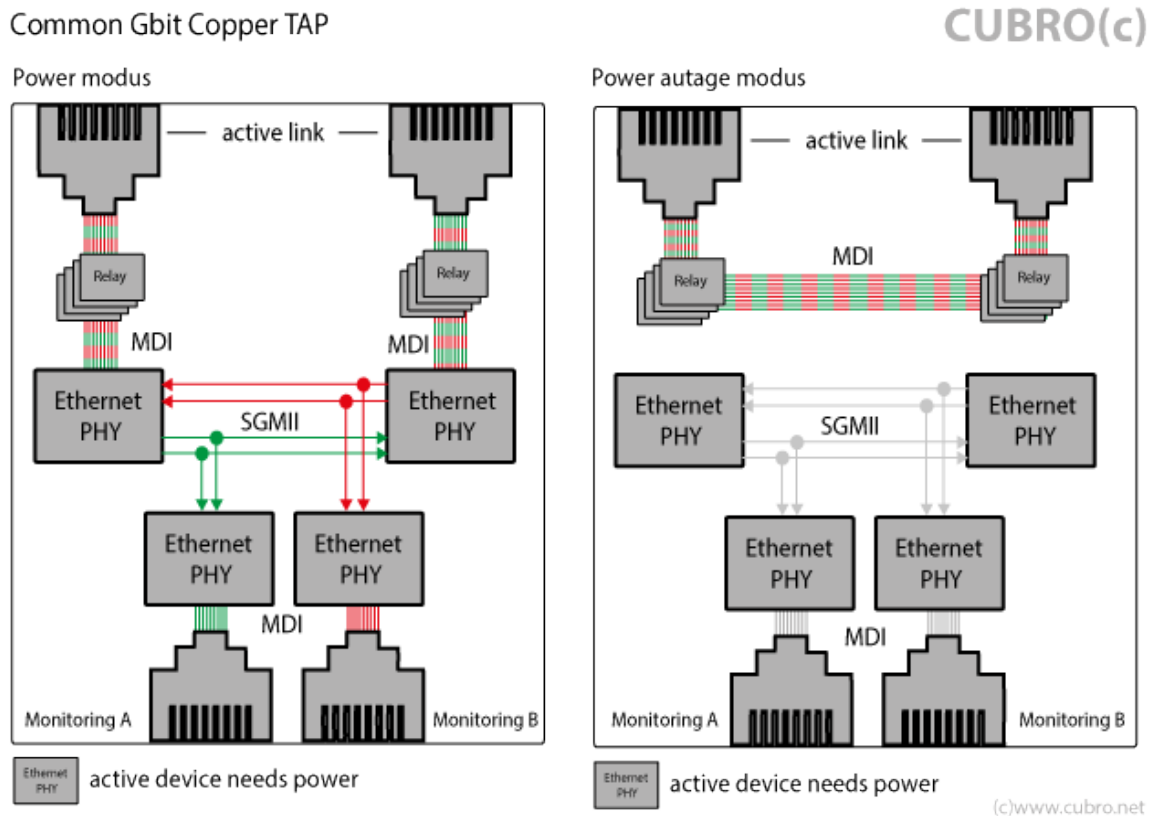 Common Gbit Copper TAP
CUBRO(c)
Power modus
active link
Relay
Relay
MDI
MDI
Ethernet
PHY
SGMII
Ethernet
PHY
Ethernet
PHY
Ethernet
PHY
MDI
Monitoring A
Monitoring B
Ethernet
PHY
active device needs power
Power autage modus
active link
MDI
Relay
Relay
Ethernet
PHY
SGMII
Ethernet
PHY
Ethernet
PHY
Ethernet
PHY
MDI
Monitoring A
Monitoring B
Ethernet
PHY
active device needs power
(c)www.cubro.net